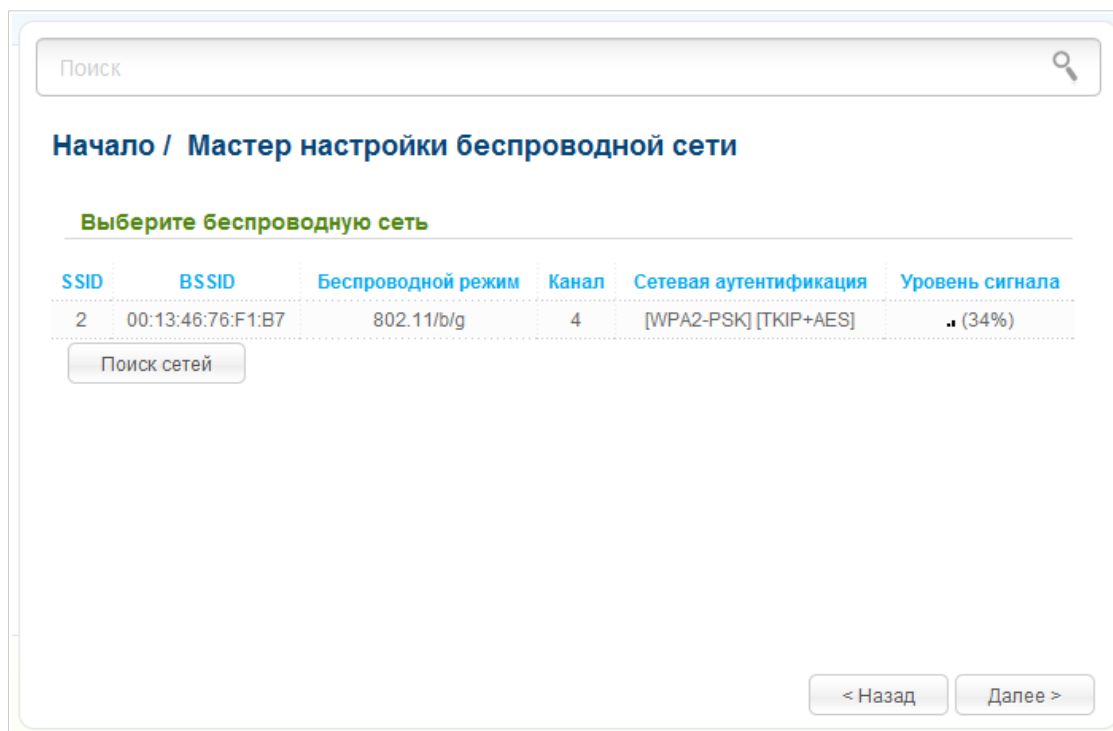 Поиск
Начало / Мастер настройки беспроводной сети
Выберите беспроводную сеть
SSID BSSID Беспроводной режим Канал Сетевая аутентификация Уровень сигнала
2 00:13:46:76:F1:B7 802.11/b/g 4 [WPA2-PSK] [TKIP+AES] (34%)
Поиск сетей
< Назад Далее >